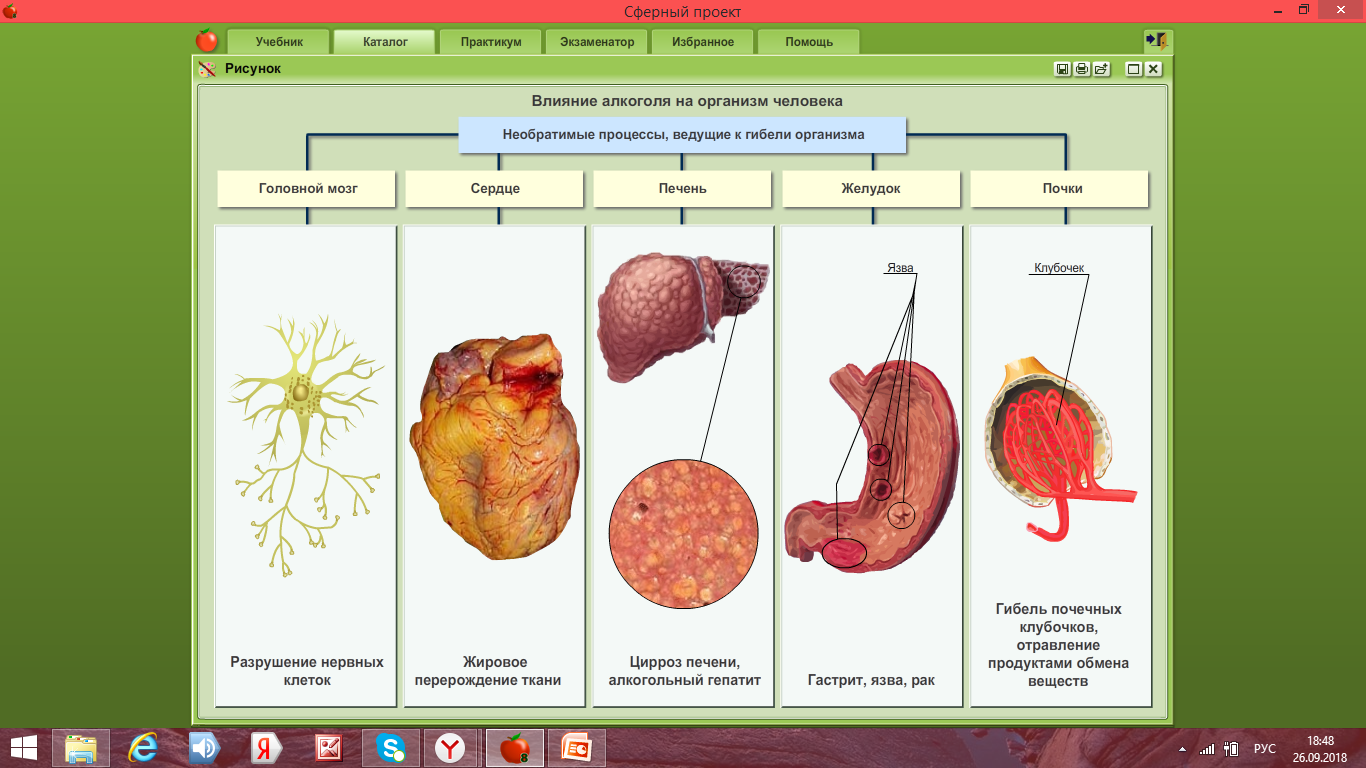 Сферный проект
Учебник
Каталог
Практикум
Экзаменатор
Избранное
Помощь
Рисунок
Влияние алкоголя на организм человека
Необратимые процессы, ведущие к гибели организма
Головной мозг
Сердце
Печень
Желудок
Почки
Язва
Клубочек
Разрушение нервных
клеток
Жировое
перерождение ткани
Цирроз печени,
алкогольный гепатит
Гастрит, язва, рак
Гибель почечных
клубочков,
отравление
продуктами обмена
веществ
Я
S
Y
8
P
РУС
18:48
26.09.2018